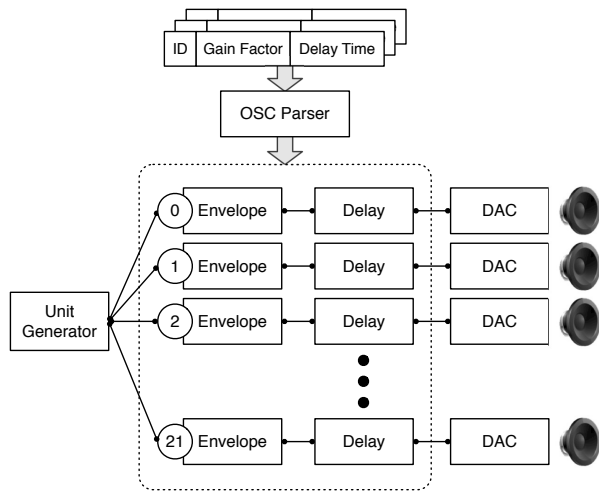 ID Gain Factor Delay Time
OSC Parser
0 Envelope Delay DAC
1 Envelope Delay DAC
Unit
Generator
2 Envelope Delay DAC
21 Envelope Delay DAC